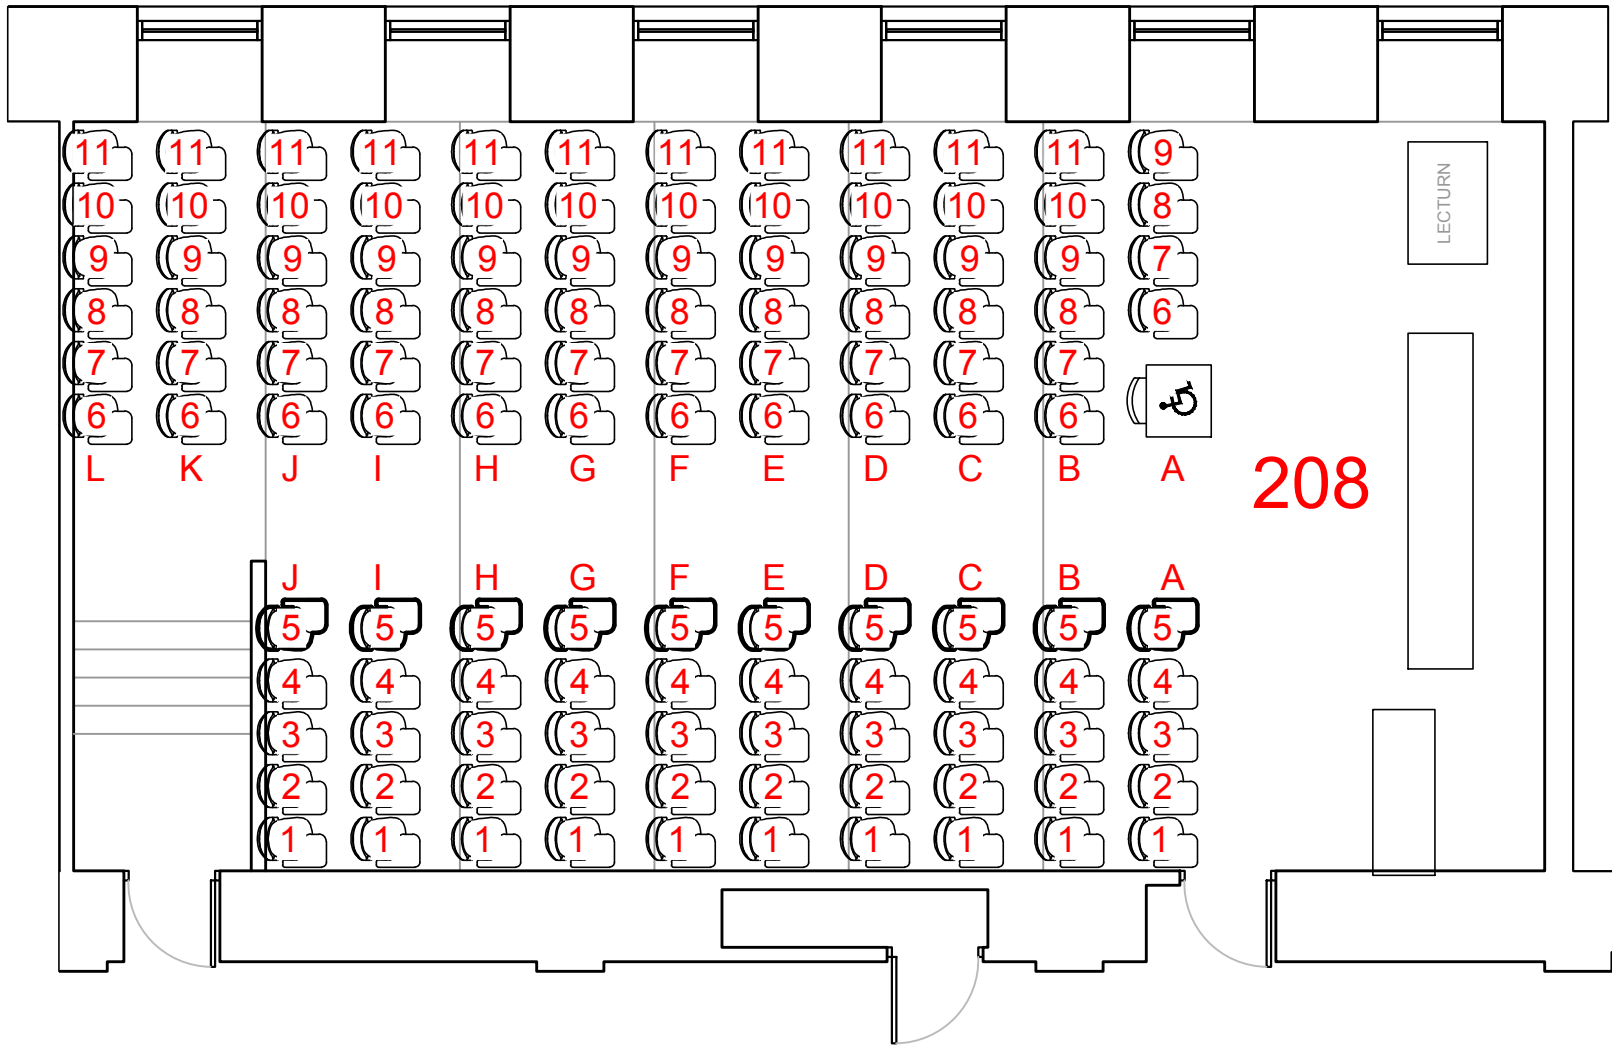 11 11 11 11 11 11 11 11 11 11 11 9
10 10 10 10 10 10 10 10 10 10 10 8
LECTURN
9 9 9 9 9 9 9 9 9 9 9 7
8 8 8 8 8 8 8 8 8 8 8 6
7 7 7 7 7 7 7 7 7 7 7
6 6 6 6 6 6 6 6 6 6 6
L K J I H G F E D C B A
208
J I H G F E D C B A
5 5 5 5 5 5 5 5 5 5
4 4 4 4 4 4 4 4 4 4
3 3 3 3 3 3 3 3 3 3
2 2 2 2 2 2 2 2 2 2
1 1 1 1 1 1 1 1 1 1